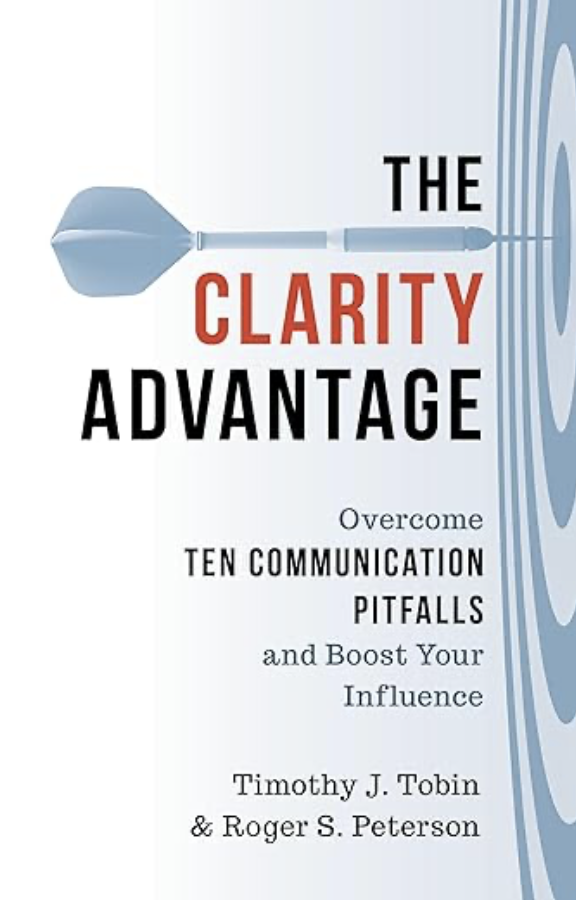 THE
CLARITY
ADVANTAGE
Overcome
TEN COMMUNICATION
PITFALLS
and Boost Your
Influence
Timothy J. Tobin
& Roger S. Peterson